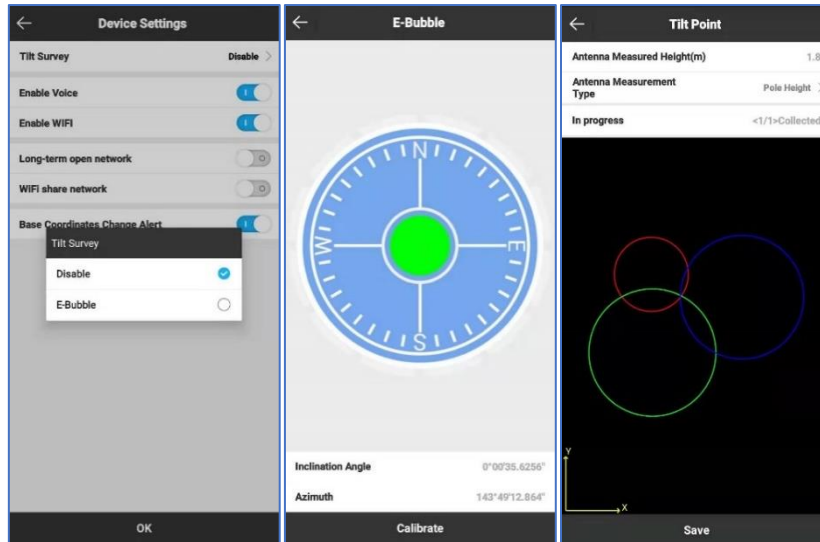 Device Settings
Tilt Survey Disable
Enable Voice
Enable WIFI
Long-term open network
WIFI share network
Base Coordinates Change Alert
Tilt Survey
Disable
E-Bubble
OK
E-Bubble
N
W E
S
Inclination Angle 0°00'35.6256"
Azimuth 143°49'12.864"
Calibrate
Tilt Point
Antenna Measured Height(m) 1.8
Antenna Measurement
Type Pole Height
In progress <1/1>Collected
Y
X
Save